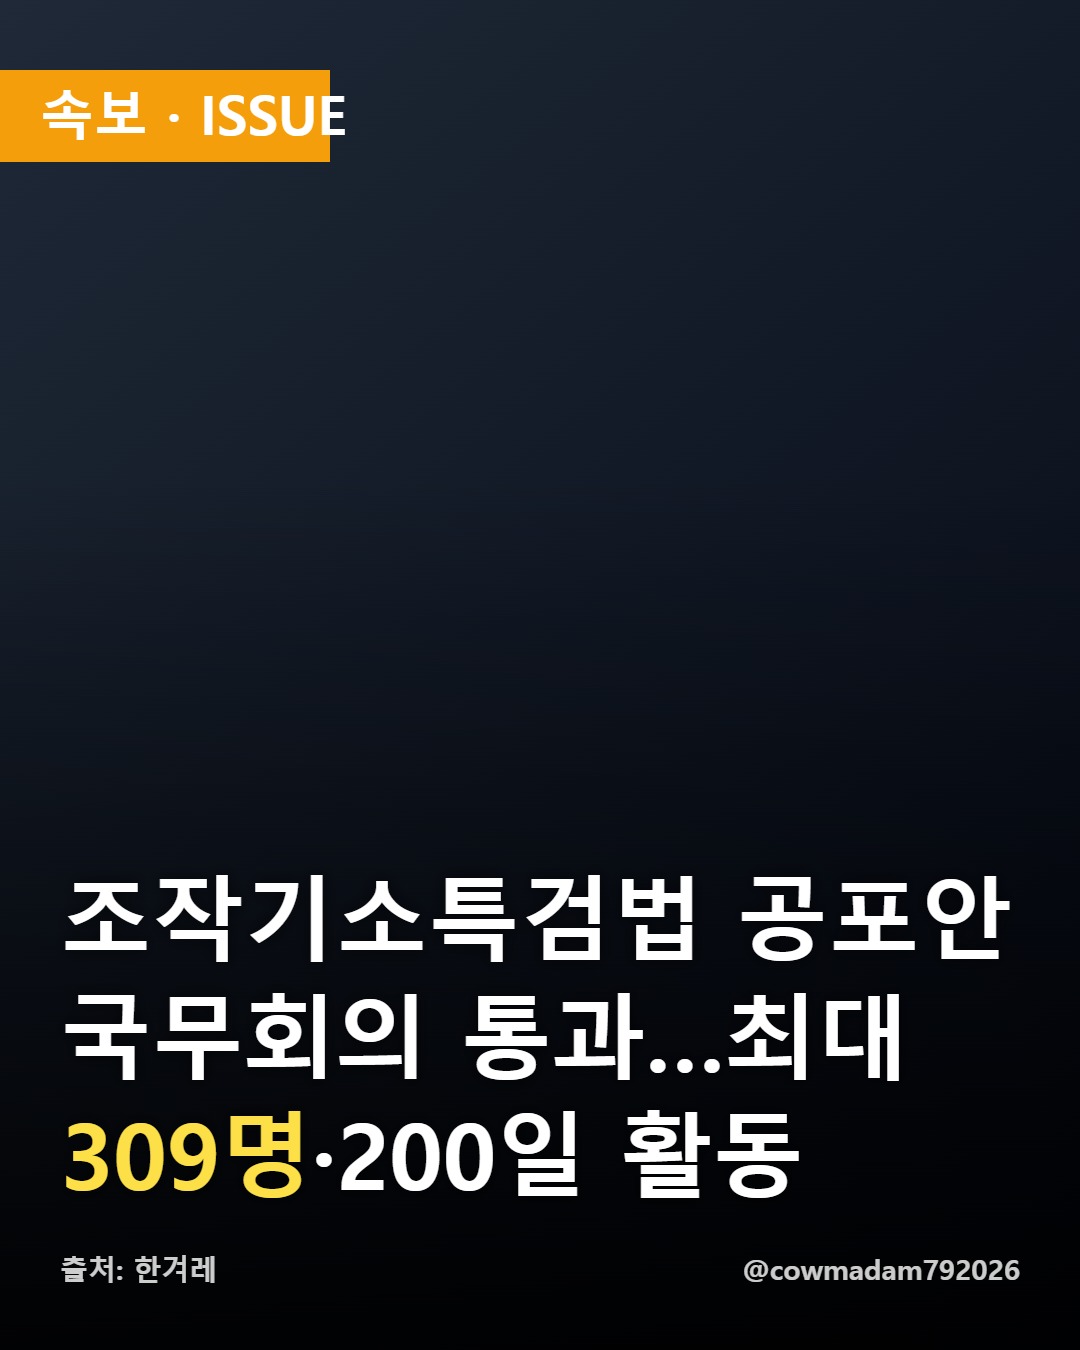 속보 · ISSUE
조작기소특검법 공포안
국무회의 통과…최대
309명·200일 활동
출처: 한겨레
@cowmadam792026